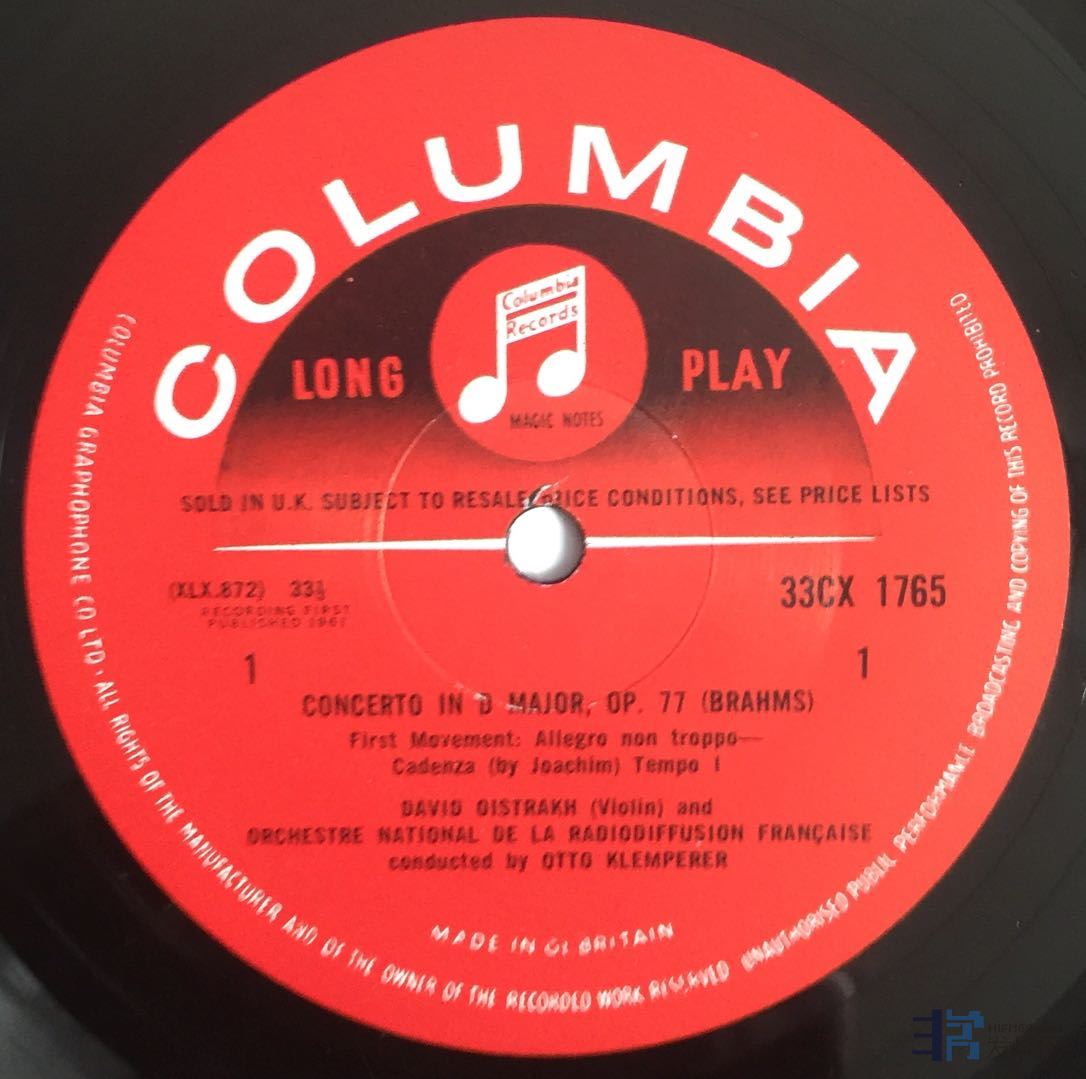 COLUMBIA
Columbia
Records
LONG PLAY
MAGIC NOTES
SOLD IN U.K. SUBJECT TO RESALE PRICE CONDITIONS, SEE PRICE LISTS
(XLX.872) 33⅓
33CX 1765
RECORDING FIRST
PUBLISHED 1961
1 1
CONCERTO IN D MAJOR, OP. 77 (BRAHMS)
First Movement: Allegro non troppo—
Cadenza (by Joachim) Tempo I
DAVID OISTRAKH (Violin) and
ORCHESTRE NATIONAL DE LA RADIODIFFUSION FRANÇAISE
conducted by OTTO KLEMPERER
MADE IN GT BRITAIN
COLUMBIA GRAPHOPHONE CO LTD · ALL RIGHTS OF THE MANUFACTURER AND OF THE OWNER OF THE RECORDED WORK RESERVED UNAUTHORISED PUBLIC PERFORMANCE BROADCASTING AND COPYING OF THIS RECORD PROHIBITED